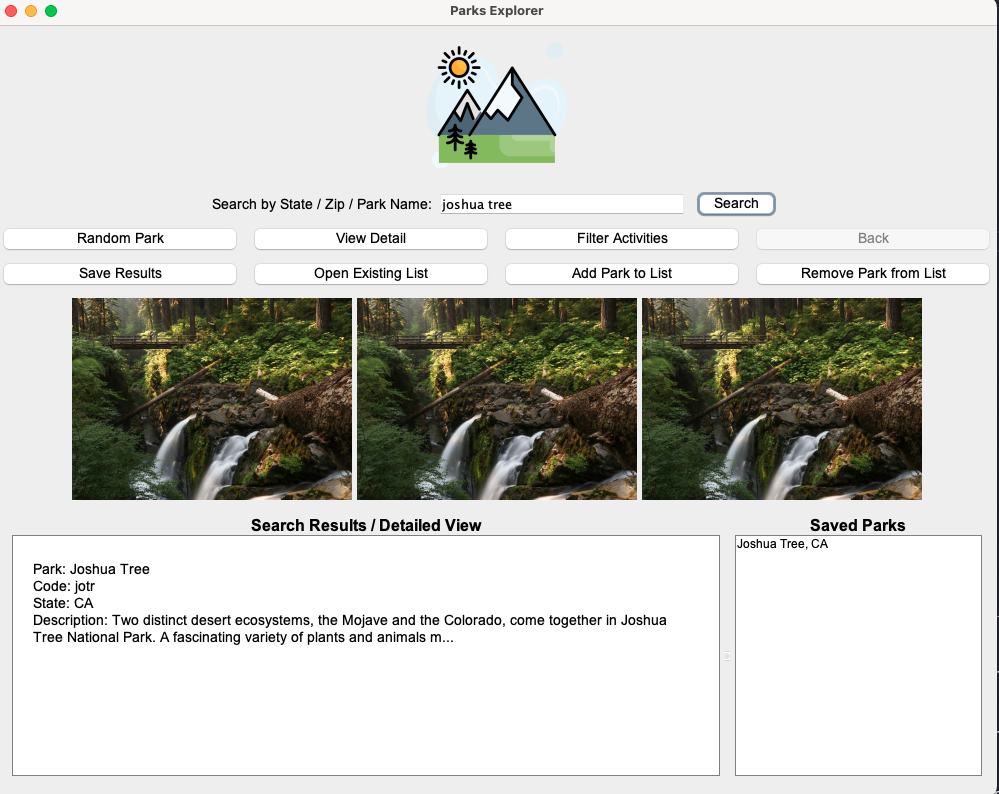 Parks Explorer
Search by State / Zip / Park Name: joshua tree Search
Random Park View Detail Filter Activities Back
Save Results Open Existing List Add Park to List Remove Park from List
Search Results / Detailed View
Park: Joshua Tree
Code: jotr
State: CA
Description: Two distinct desert ecosystems, the Mojave and the Colorado, come together in Joshua
Tree National Park. A fascinating variety of plants and animals m...
Saved Parks
Joshua Tree, CA